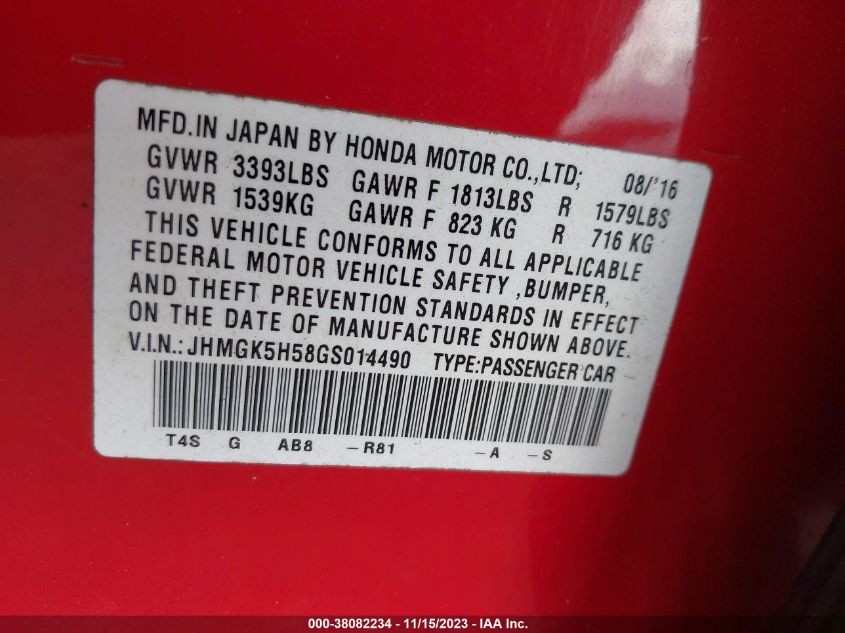 MFD.IN JAPAN BY HONDA MOTOR CO.,LTD; 08/'16
GVWR 3393LBS GAWR F 1813LBS R 1579LBS
GVWR 1539KG GAWR F 823 KG R 716 KG
THIS VEHICLE CONFORMS TO ALL APPLICABLE
FEDERAL MOTOR VEHICLE SAFETY ,BUMPER,
AND THEFT PREVENTION STANDARDS IN EFFECT
ON THE DATE OF MANUFACTURE SHOWN ABOVE.
V.I.N.: JHMGK5H58GS014490 TYPE:PASSENGER CAR
T4S G AB8 -R81 -A -S
000-38082234 - 11/15/2023 - IAA Inc.